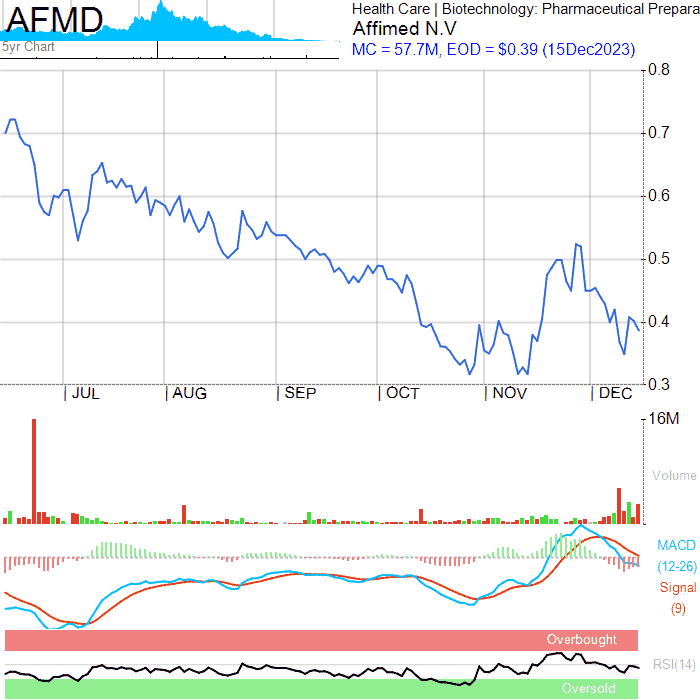 AFMD
5yr Chart
Health Care | Biotechnology: Pharmaceutical Prepara
Affimed N.V
MC = 57.7M, EOD = $0.39 (15Dec2023)
0.8
0.7
0.6
0.5
0.4
0.3
JUL AUG SEP OCT NOV DEC
16M
Volume
MACD
(12-26)
Signal
(9)
Overbought
RSI(14)
Oversold